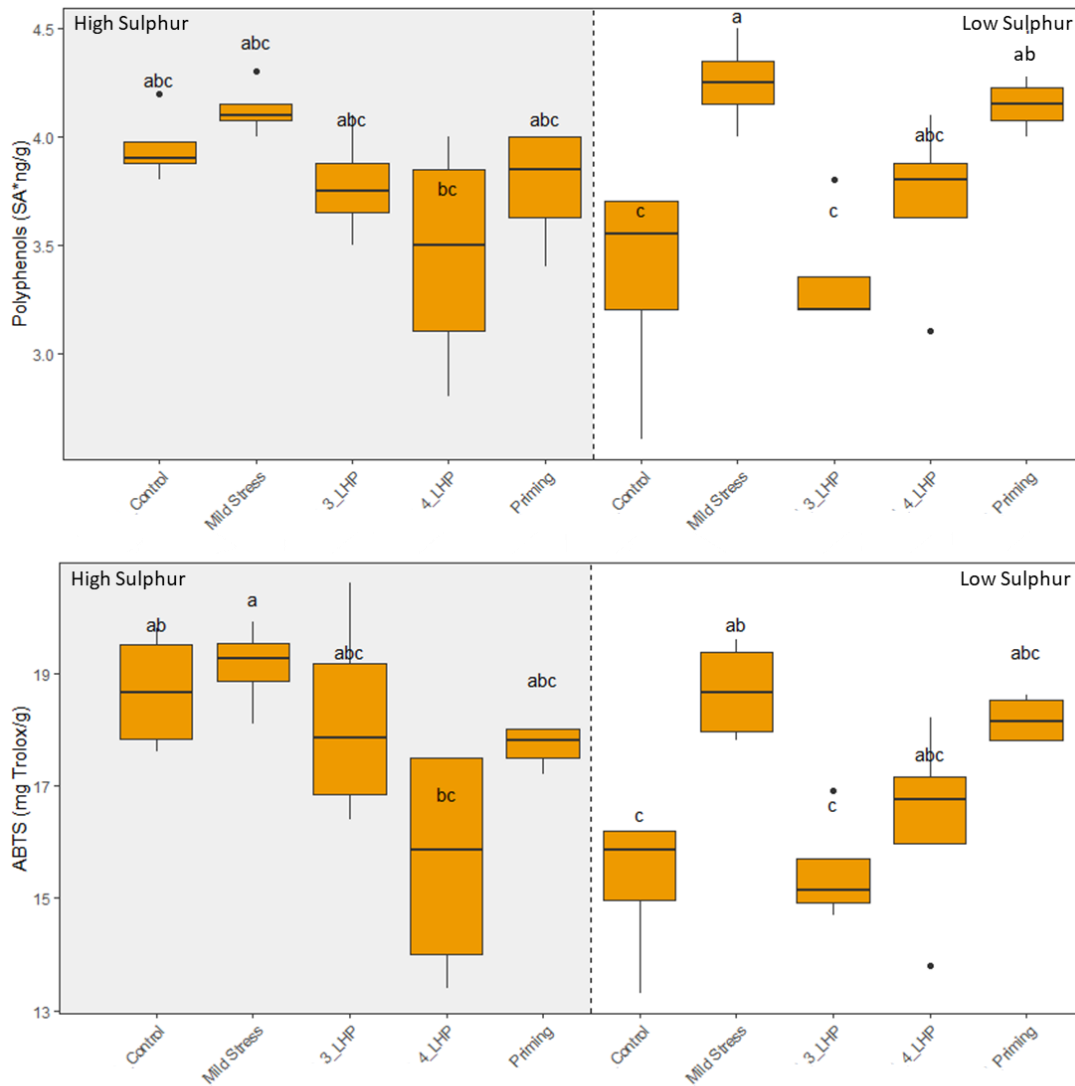 High Sulphur
Low Sulphur
Polyphenols (SA*ng/g)
4.5
4.0
3.5
3.0
abc
abc
abc
bc
abc
c
a
c
abc
ab
Control
Mild Stress
3_LHP
4_LHP
Priming
Control
Mild Stress
3_LHP
4_LHP
Priming
High Sulphur
Low Sulphur
ABTS (mg Trolox/g)
19
17
15
13
ab
a
abc
bc
abc
c
ab
c
abc
abc
Control
Mild Stress
3_LHP
4_LHP
Priming
Control
Mild Stress
3_LHP
4_LHP
Priming